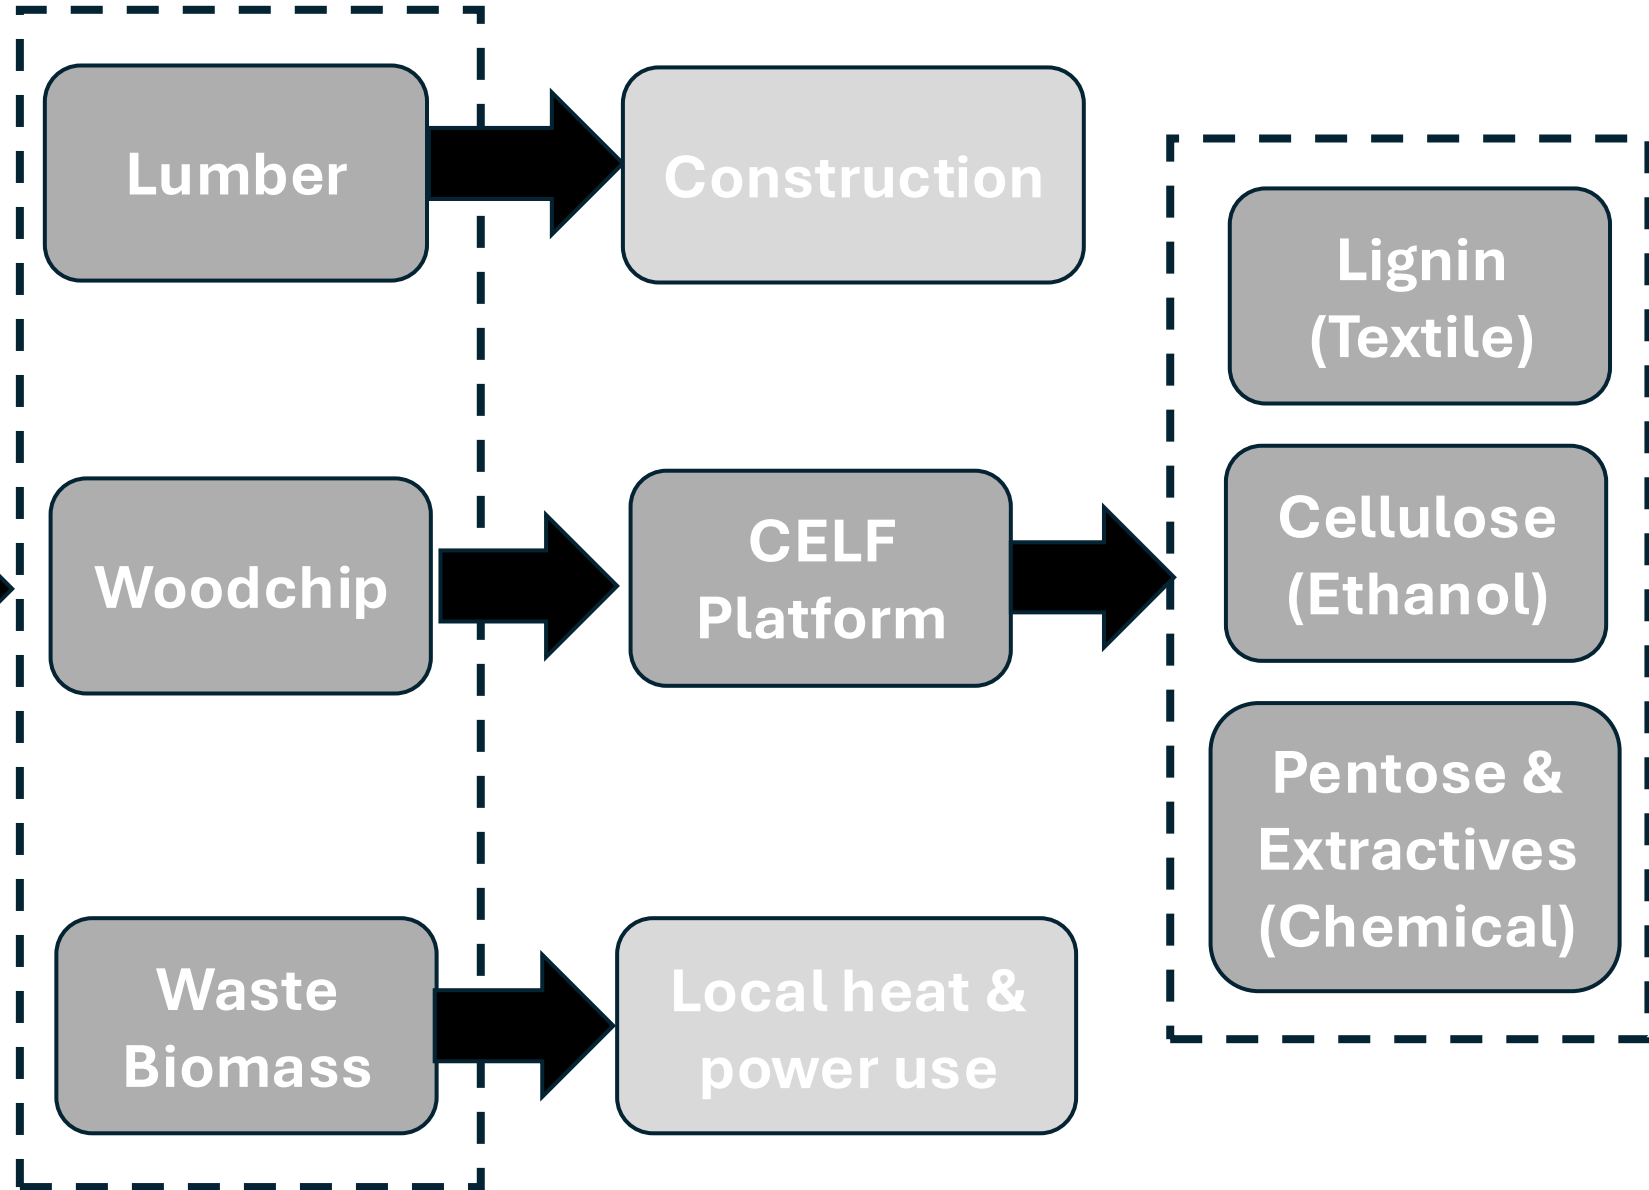 Lumber
Construction
Lignin
(Textile)
Woodchip
CELF
Platform
Cellulose
(Ethanol)
Pentose &
Extractives
(Chemical)
Waste
Biomass
Local heat &
power use